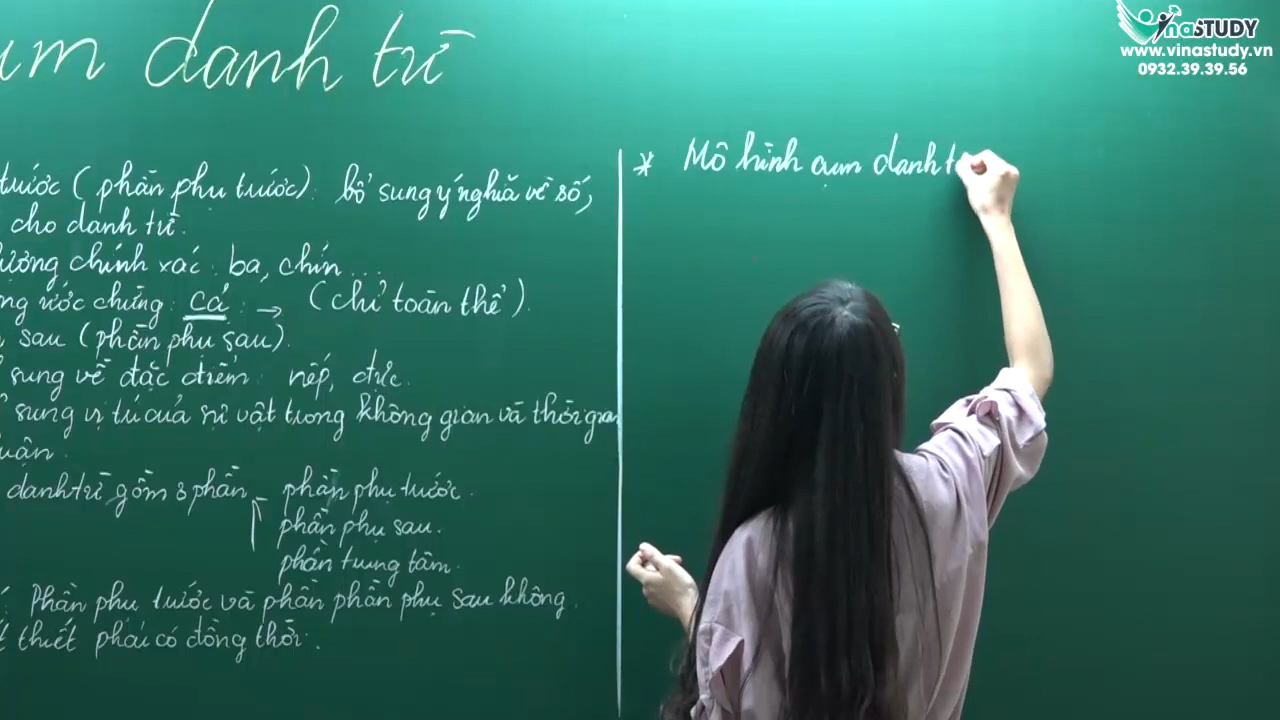 VinaSTUDY
www.vinastudy.vn
0932.39.39.56
um danh từ
trước (phần phụ trước): bổ sung ý nghĩa về số,
cho danh từ.
lượng chính xác: ba, chín...
ng ước chừng: cả: → (chỉ toàn thể).
sau (phần phụ sau).
sung về đặc điểm: nếp, đực.
sung vị trí của sự vật trong không gian và thời gian
uận.
danh từ gồm 3 phần phần phụ trước.
phần phụ sau.
phần trung tâm.
Phần phụ trước và phần phần phụ sau không
thiết phải có đồng thời.
* Mô hình cụm danh t